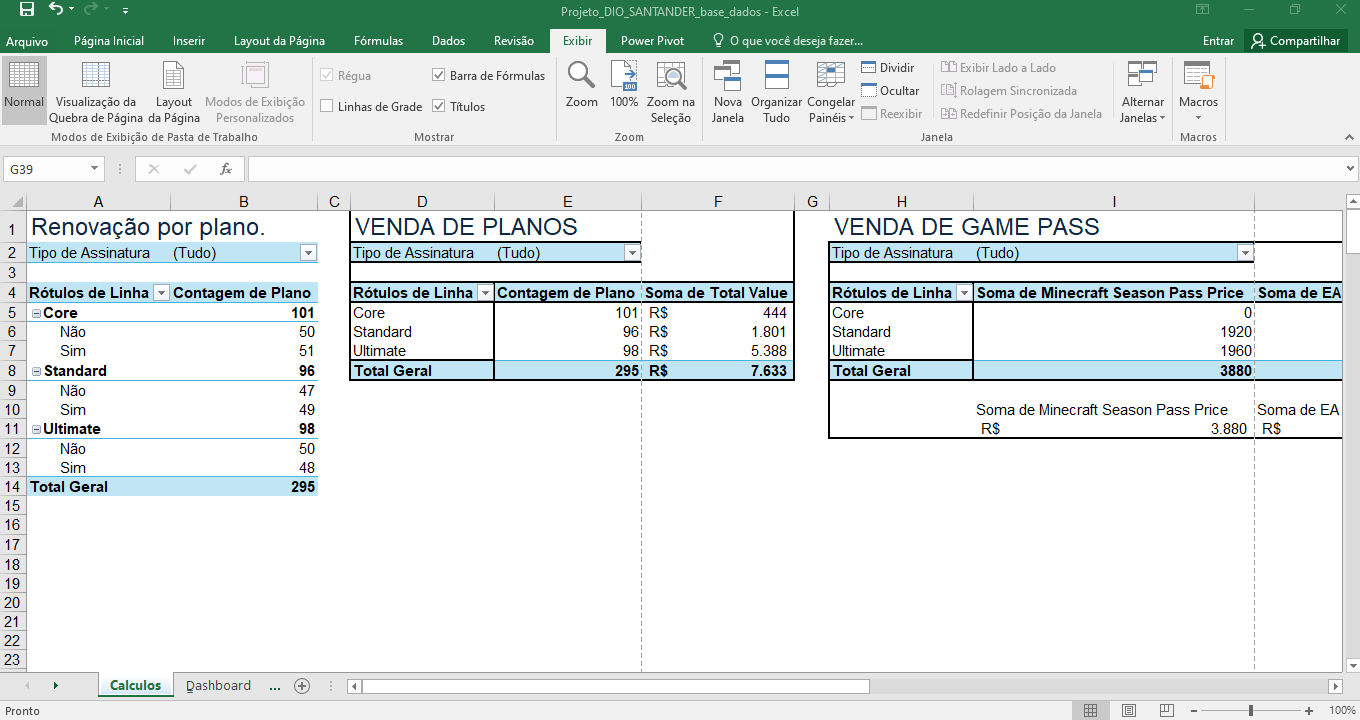 Projeto_DIO_SANTANDER_base_dados - Excel
Arquivo Página Inicial Inserir Layout da Página Fórmulas Dados Revisão Exibir Power Pivot O que você deseja fazer... Entrar Compartilhar
Normal
Visualização da Quebra de Página
Layout da Página
Modos de Exibição Personalizados
Modos de Exibição de Pasta de Trabalho
Régua
Barra de Fórmulas
Linhas de Grade
Títulos
Mostrar
Zoom
100
100%
Zoom na Seleção
Zoom
Nova Janela
Organizar Tudo
Congelar Painéis
Dividir
Ocultar
Reexibir
Exibir Lado a Lado
Rolagem Sincronizada
Redefinir Posição da Janela
Alternar Janelas
Janela
Macros
Macros
G39
fx
A B C D E F G H I
1 Renovação por plano. VENDA DE PLANOS VENDA DE GAME PASS
2 Tipo de Assinatura (Tudo) Tipo de Assinatura (Tudo) Tipo de Assinatura (Tudo)
3
4 Rótulos de Linha Contagem de Plano Rótulos de Linha Contagem de Plano Soma de Total Value Rótulos de Linha Soma de Minecraft Season Pass Price Soma de EA
5 Core 101 Core 101 R$ 444 Core 0
6 Não 50 Standard 96 R$ 1.801 Standard 1920
7 Sim 51 Ultimate 98 R$ 5.388 Ultimate 1960
8 Standard 96 Total Geral 295 R$ 7.633 Total Geral 3880
9 Não 47
10 Sim 49 Soma de Minecraft Season Pass Price Soma de EA
11 Ultimate 98 R$ 3.880 R$
12 Não 50
13 Sim 48
14 Total Geral 295
15
16
17
18
19
20
21
22
23
Calculos Dashboard ...
Pronto
100%